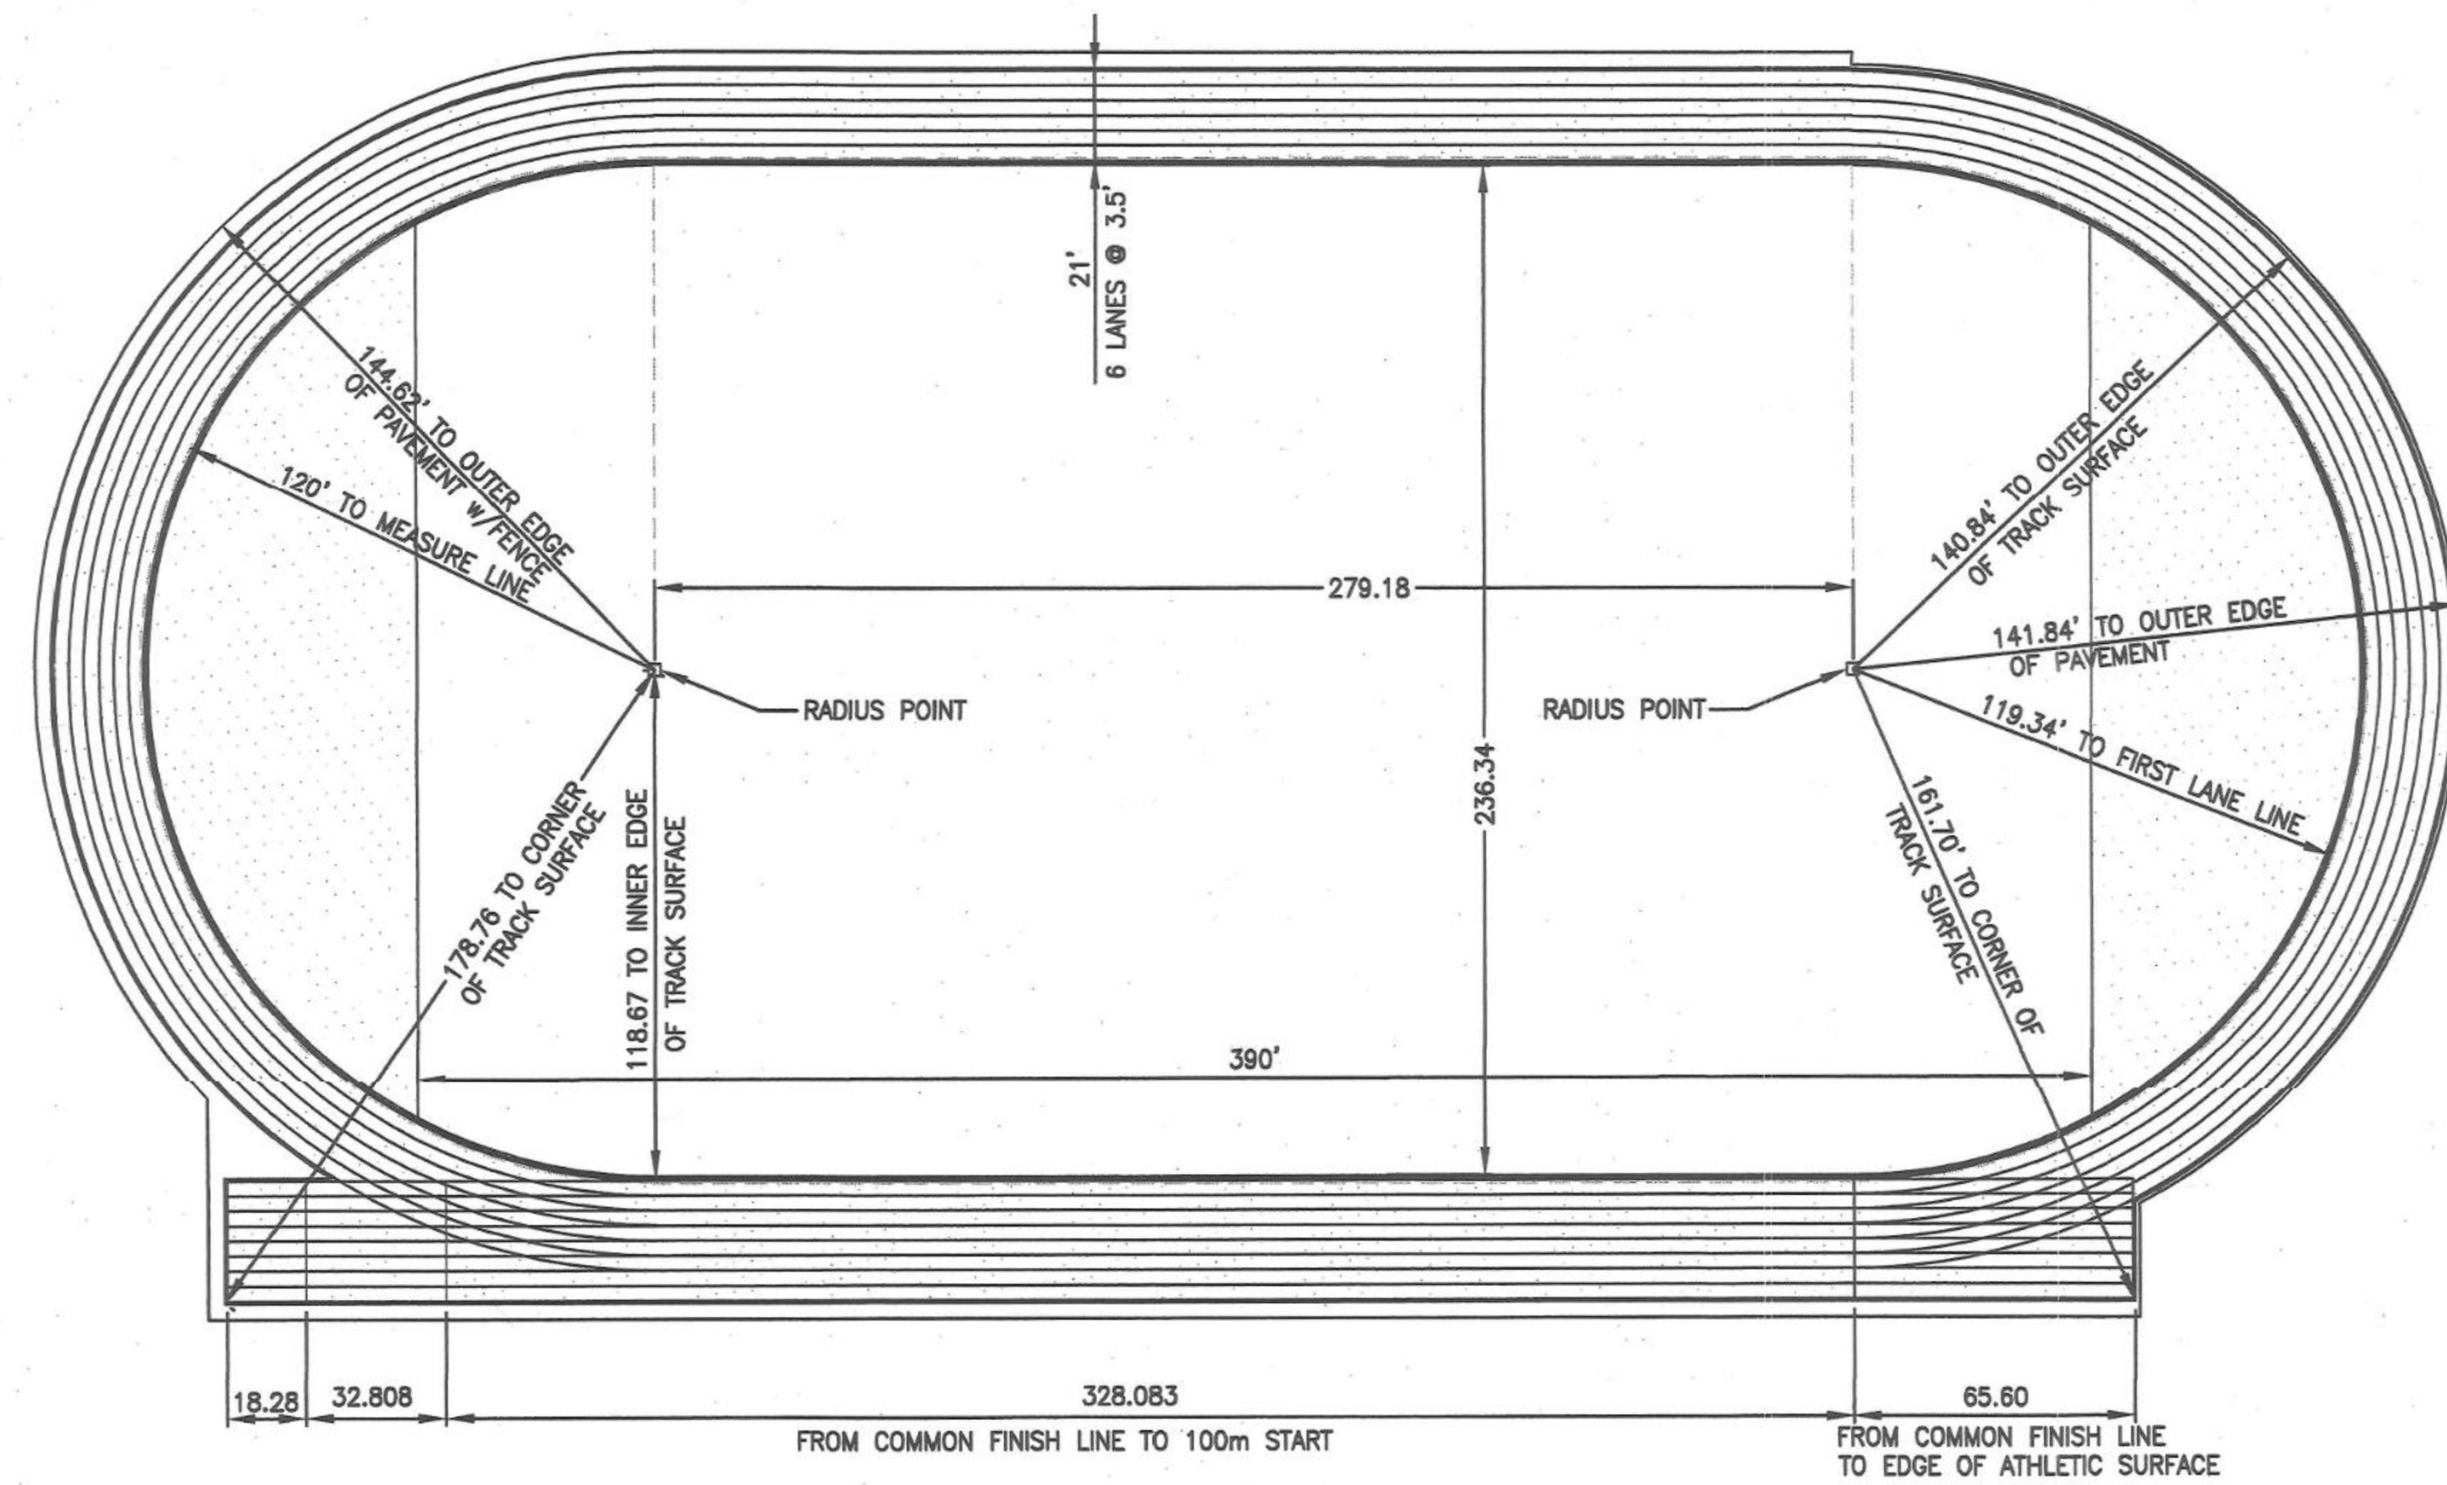 21'
6 LANES @ 3.5'
144.62' TO OUTER EDGE
OF PAVEMENT w/FENCE
120' TO MEASURE LINE
140.84' TO OUTER EDGE
OF TRACK SURFACE
279.18
141.84' TO OUTER EDGE
OF PAVEMENT
RADIUS POINT
RADIUS POINT
119.34' TO FIRST LANE LINE
236.34
178.76 TO CORNER
OF TRACK SURFACE
118.67 TO INNER EDGE
OF TRACK SURFACE
161.70' TO CORNER OF
TRACK SURFACE
390'
18.28
32.808
328.083
65.60
FROM COMMON FINISH LINE TO 100m START
FROM COMMON FINISH LINE
TO EDGE OF ATHLETIC SURFACE